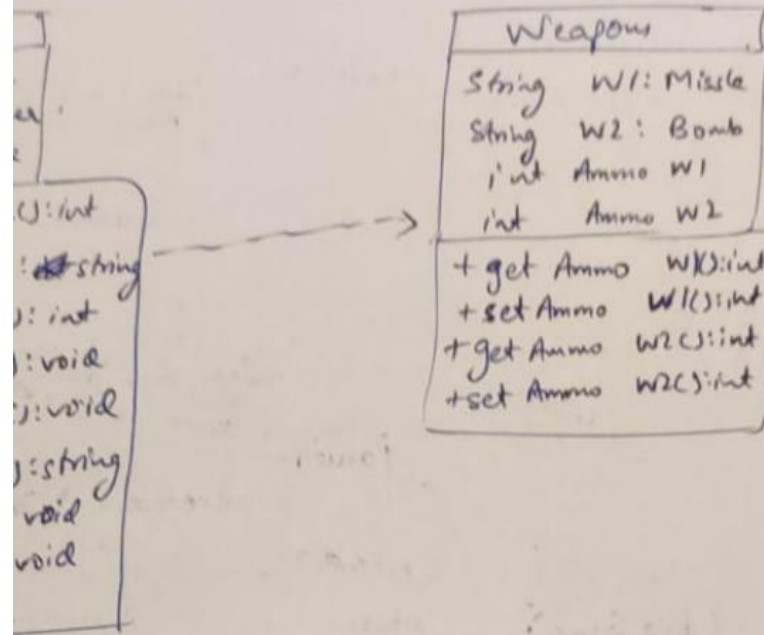 er
(): int
: string
): int
): void
(): void
): string
void
void
Weapons
String W1: Missle
String W2: Bomb
int Ammo W1
int Ammo W2
+ get Ammo W1(): int
+ set Ammo W1(): int
+ get Ammo W2(): int
+ set Ammo W2(): int